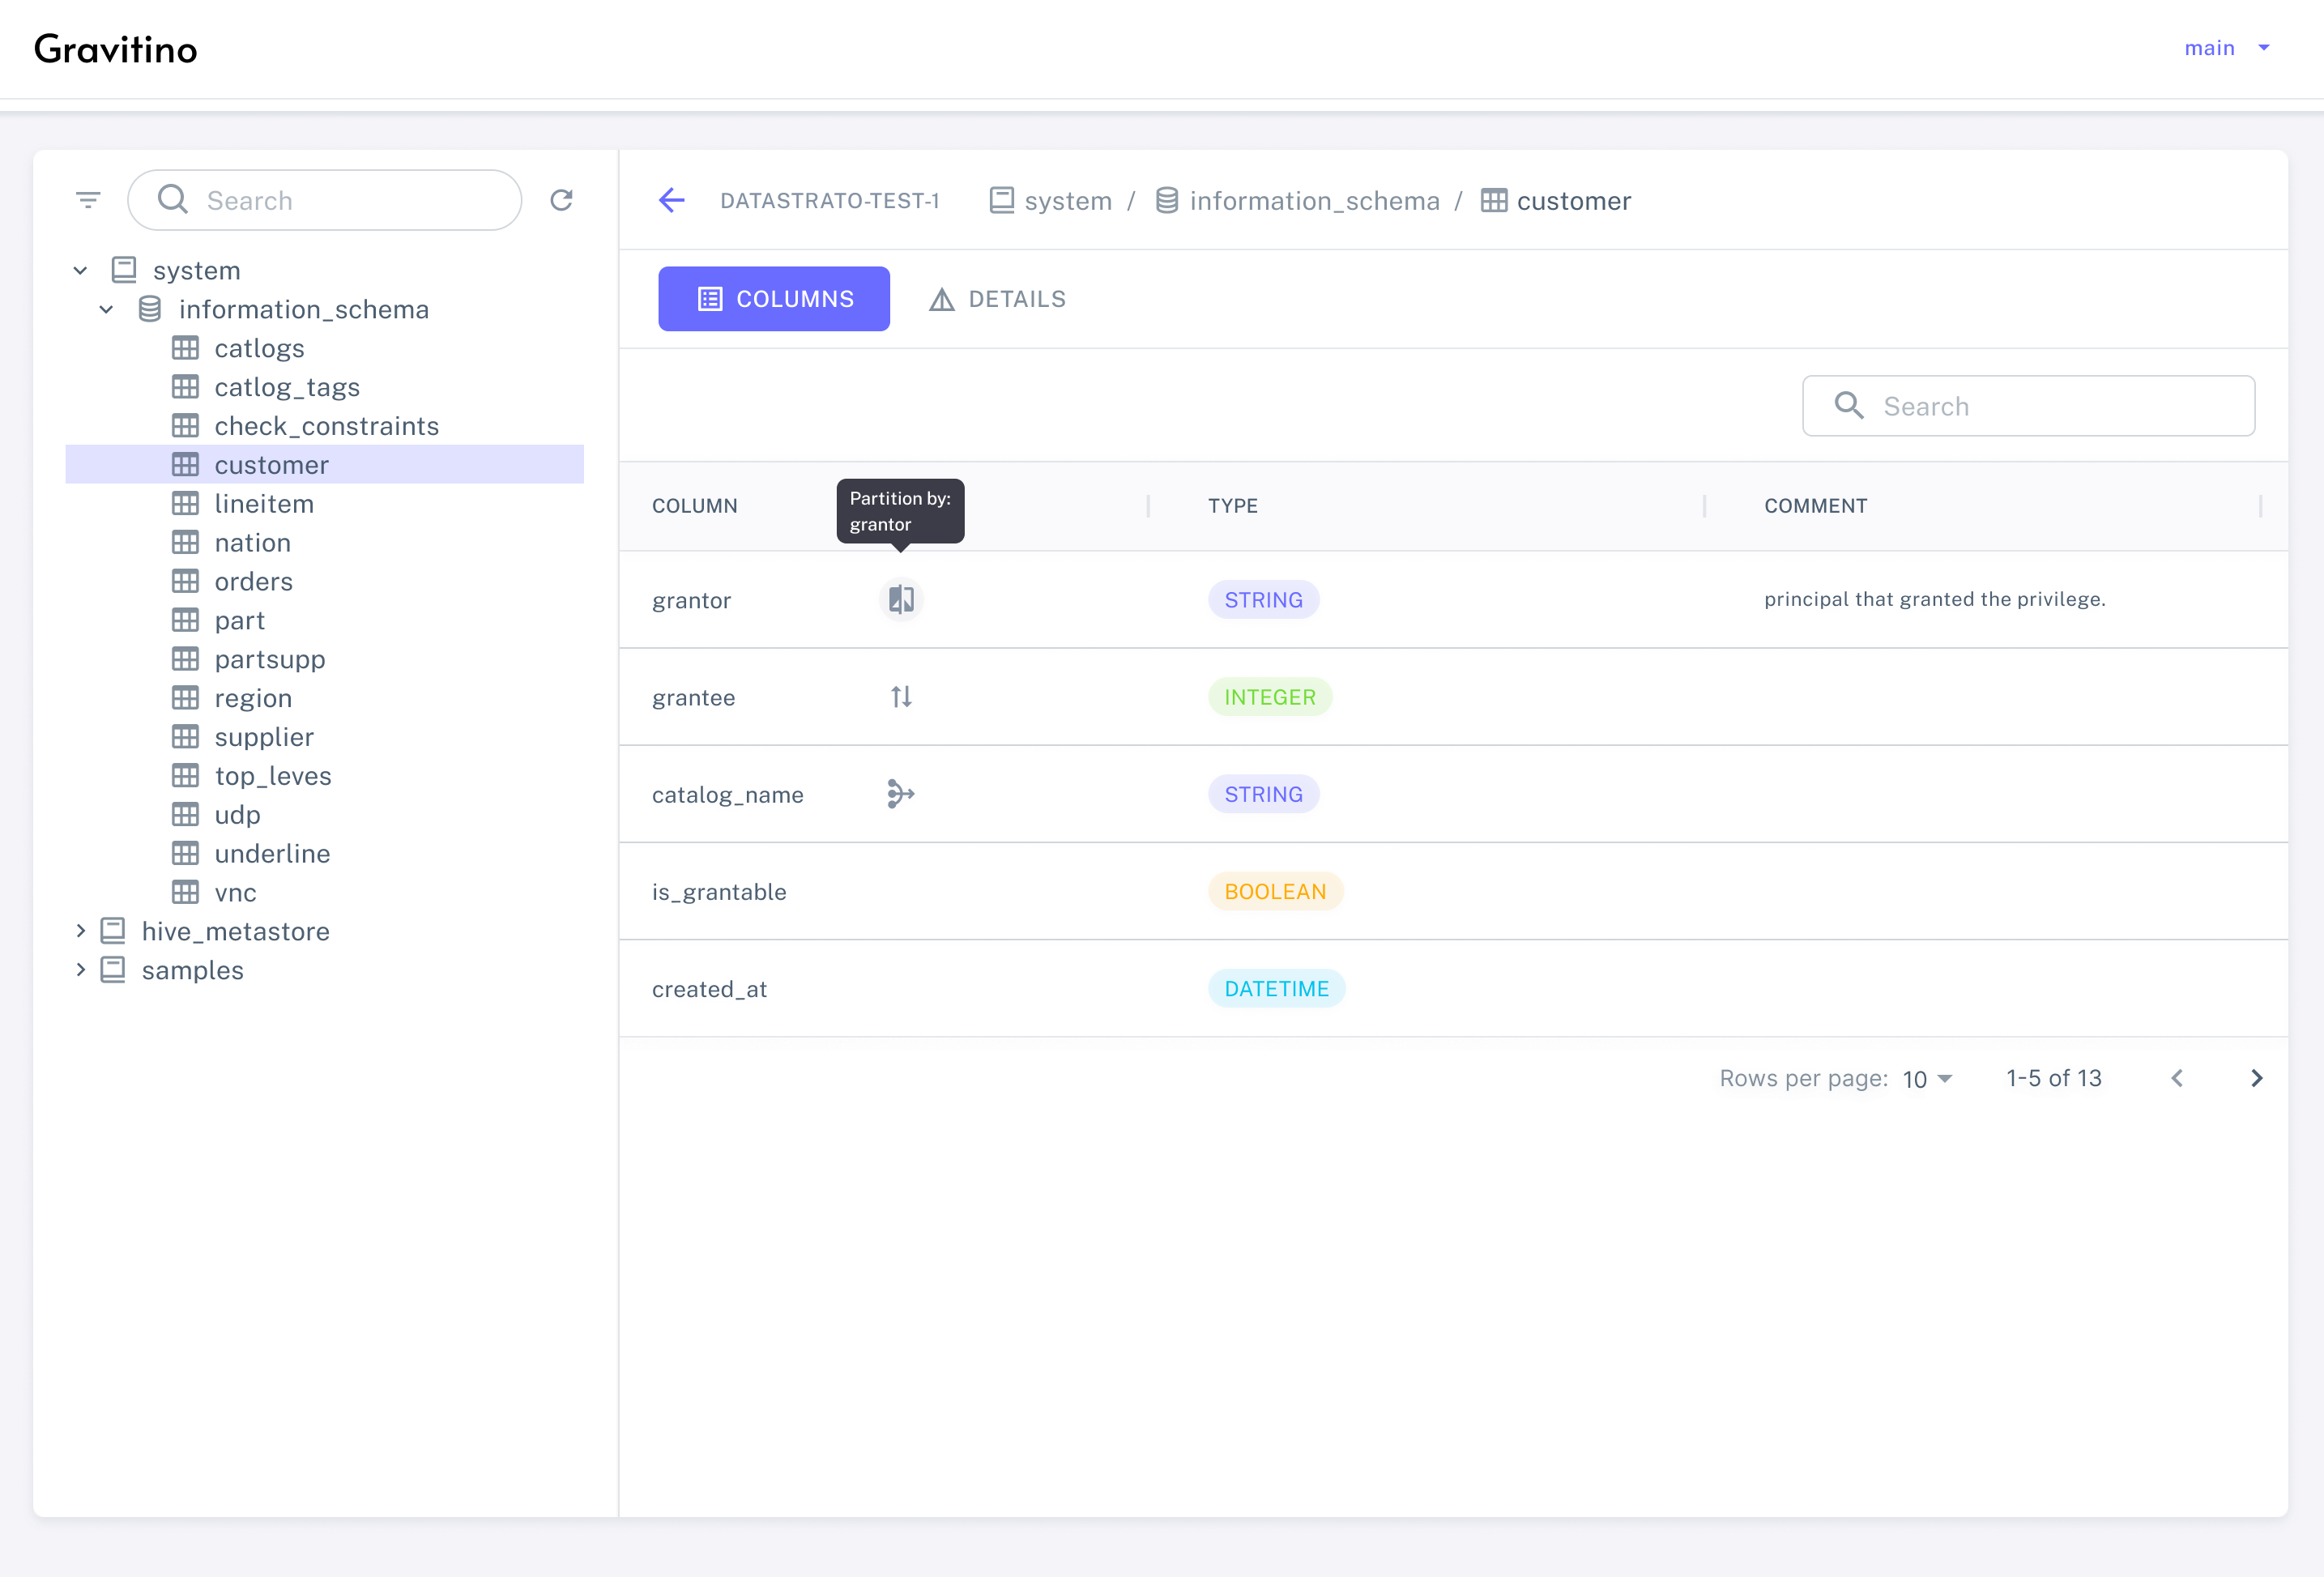 Gravitino
main
Search
system
information_schema
catlogs
catlog_tags
check_constraints
customer
lineitem
nation
orders
part
partsupp
region
supplier
top_leves
udp
underline
vnc
hive_metastore
samples
DATASTRATO-TEST-1 system / information_schema / customer
COLUMNS DETAILS
Search
COLUMN TYPE COMMENT
Partition by:
grantor
grantor STRING principal that granted the privilege.
grantee INTEGER
catalog_name STRING
is_grantable BOOLEAN
created_at DATETIME
Rows per page: 10 1-5 of 13